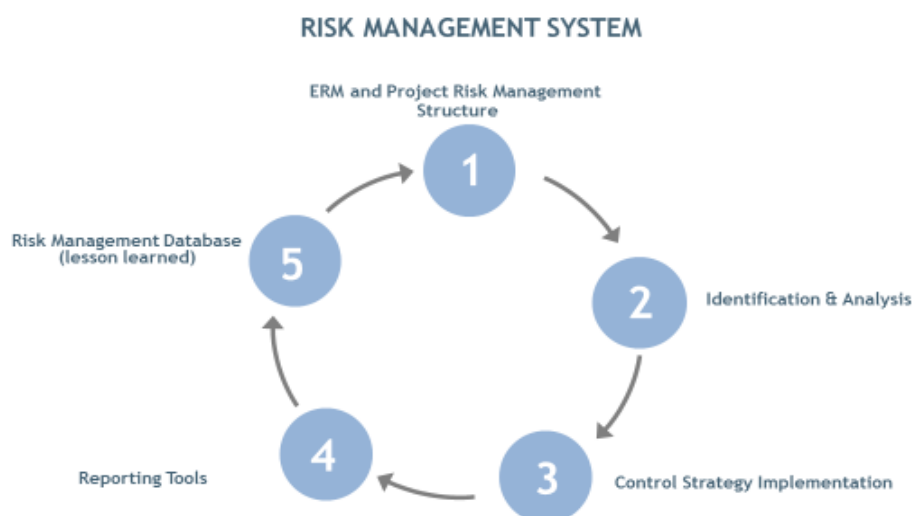 RISK MANAGEMENT SYSTEM
ERM and Project Risk Management
Structure
1
2
Identification & Analysis
3
Control Strategy Implementation
4
Reporting Tools
5
Risk Management Database
(lesson learned)